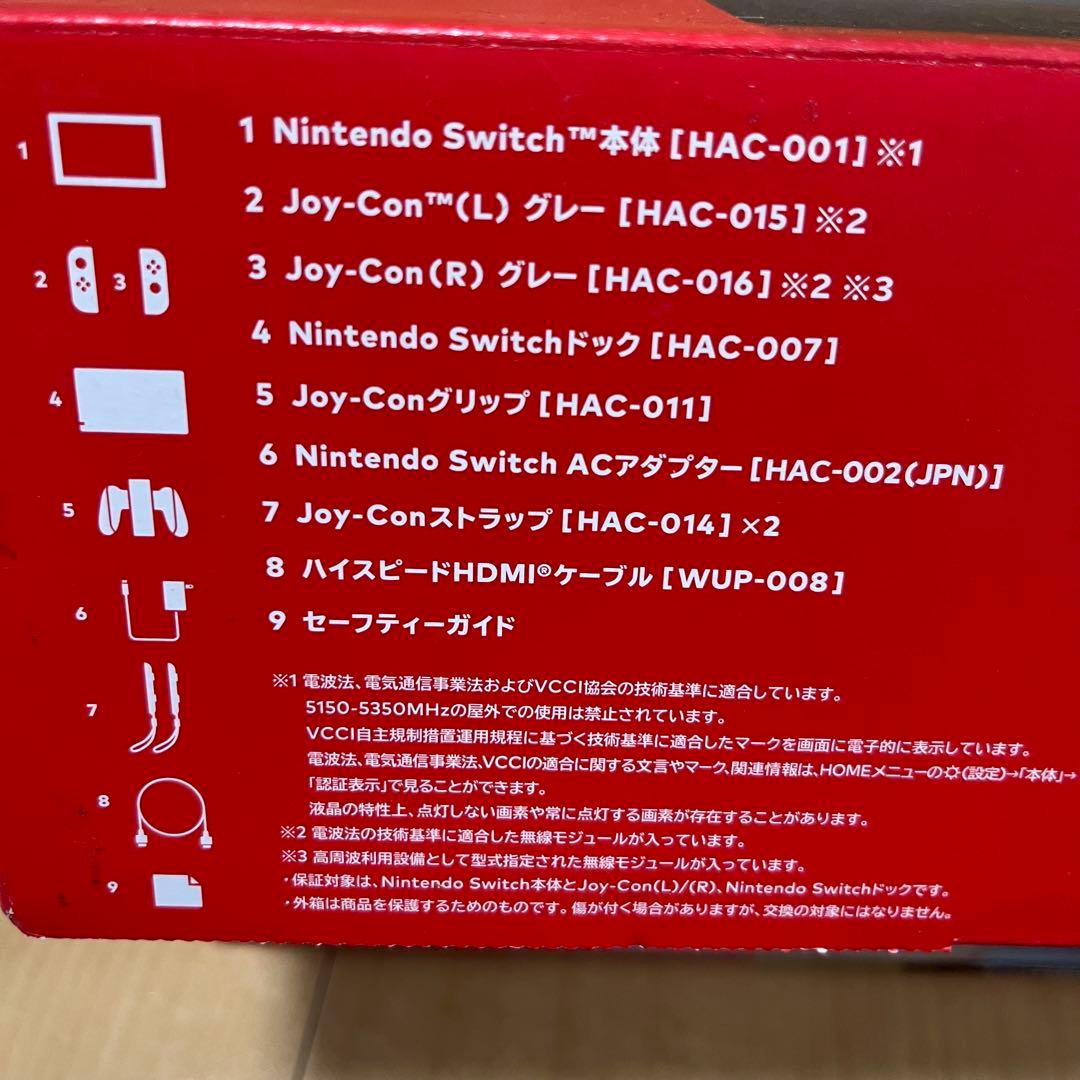 1 Nintendo Switch™本体 [HAC-001] ※1
2 Joy-Con™(L) グレー [HAC-015] ※2
3 Joy-Con(R) グレー [HAC-016] ※2 ※3
4 Nintendo Switchドック [HAC-007]
5 Joy-Conグリップ [HAC-011]
6 Nintendo Switch ACアダプター [HAC-002(JPN)]
7 Joy-Conストラップ [HAC-014] ×2
8 ハイスピードHDMI®ケーブル [WUP-008]
9 セーフティーガイド
※1 電波法、電気通信事業法およびVCCI協会の技術基準に適合しています。
5150-5350MHzの屋外での使用は禁止されています。
VCCI自主規制措置運用規程に基づく技術基準に適合したマークを画面に電子的に表示しています。
電波法、電気通信事業法、VCCIの適合に関する文言やマーク、関連情報は、HOMEメニューの(設定)→「本体」→
「認証表示」で見ることができます。
液晶の特性上、点灯しない画素や常に点灯する画素が存在することがあります。
※2 電波法の技術基準に適合した無線モジュールが入っています。
※3 高周波利用設備として型式指定された無線モジュールが入っています。
・保証対象は、Nintendo Switch本体とJoy-Con(L)/(R)、Nintendo Switchドックです。
・外箱は商品を保護するためのものです。傷が付く場合がありますが、交換の対象にはなりません。
1
2
3
4
5
6
7
8
9